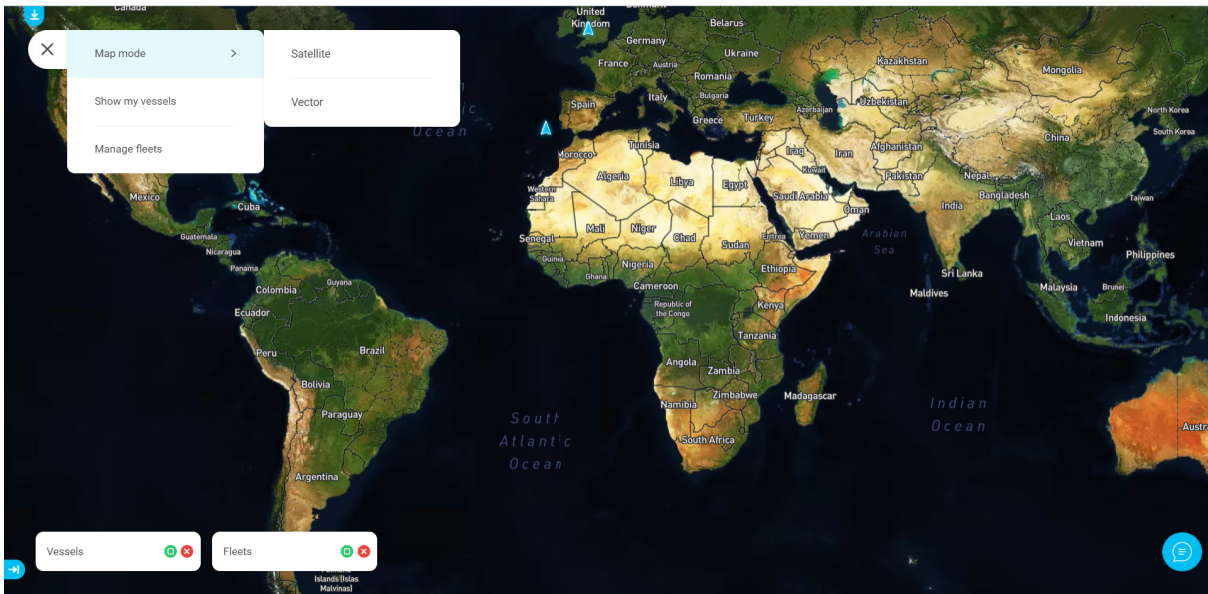 Canada
Map mode
Show my vessels
Manage fleets
Satellite
Vector
Ocean
United
Kingdom
Belarus
Germany
Ukraine
France
Austria
Romania
Kazakhstan
Mongolia
Bulgaria
Italy
Spain
Greece
Turkey
Azerbaijan
Uzbekistan
North Korea
South Korea
China
Tunisia
Morocco
Iraq
Iran
Afghanistan
Kuwait
Pakistan
Nepal
Algeria
Libya
Egypt
Western
Sahara
Saudi Arabia
Bangladesh
Taiwan
Mexico
Cuba
Oman
India
Laos
Mali
Niger
Chad
Sudan
Eritrea
Yemen
Arabian
Sea
Senegal
Guatemala
Nicaragua
Vietnam
Philippines
Guinia
Nigeria
Ethiopia
Panama
Ghana
Sri Lanka
Guyana
Colombia
Cameroon
Malaysia
Brunei
Maldives
Ecuador
Republic of
the Congo
Kenya
Indonesia
Tanzania
Peru
Brazil
Angola
Zambia
Bolivia
Zimbabwe
Madagascar
Namibia
Paraguay
South
Atlantic
Ocean
Indian
Ocean
South Africa
Austr
Argentina
Vessels
Fleets
Islands (Islas
Malvinas)